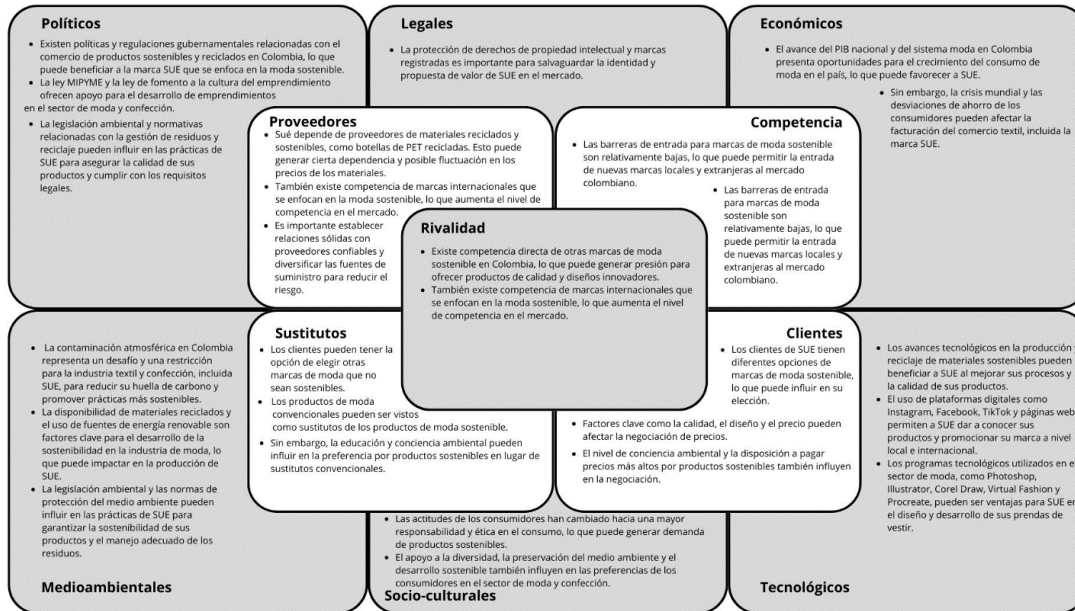 Políticos
• Existen políticas y regulaciones gubernamentales relacionadas con el
comercio de productos sostenibles y reciclados en Colombia, lo que
puede beneficiar a la marca SUE que se enfoca en la moda sostenible.
• La ley MIPYME y la ley de fomento a la cultura del emprendimiento
ofrecen apoyo para el desarrollo de emprendimientos
en el sector de moda y confección.
• La legislación ambiental y normativas
relacionadas con la gestión de residuos y
reciclaje pueden influir en las prácticas de
SUE para asegurar la calidad de sus
productos y cumplir con los requisitos
legales.
Legales
• La protección de derechos de propiedad intelectual y marcas
registradas es importante para salvaguardar la identidad y
propuesta de valor de SUE en el mercado.
Económicos
• El avance del PIB nacional y del sistema moda en Colombia
presenta oportunidades para el crecimiento del consumo de
moda en el país, lo que puede favorecer a SUE.
• Sin embargo, la crisis mundial y las
desviaciones de ahorro de los
consumidores pueden afectar la
facturación del comercio textil, incluida la
marca SUE.
Proveedores
• Sué depende de proveedores de materiales reciclados y
sostenibles, como botellas de PET recicladas. Esto puede
generar cierta dependencia y posible fluctuación en los
precios de los materiales.
• También existe competencia de marcas internacionales que
se enfocan en la moda sostenible, lo que aumenta el nivel de
competencia en el mercado.
• Es importante establecer
relaciones sólidas con
proveedores confiables y
diversificar las fuentes de
suministro para reducir el
riesgo.
Competencia
• Las barreras de entrada para marcas de moda sostenible
son relativamente bajas, lo que puede permitir la entrada
de nuevas marcas locales y extranjeras al mercado
colombiano.
• Las barreras de entrada
para marcas de moda
sostenible son
relativamente bajas, lo que
puede permitir la entrada
de nuevas marcas locales y
extranjeras al mercado
colombiano.
Rivalidad
• Existe competencia directa de otras marcas de moda
sostenible en Colombia, lo que puede generar presión para
ofrecer productos de calidad y diseños innovadores.
• También existe competencia de marcas internacionales que
se enfocan en la moda sostenible, lo que aumenta el nivel
de competencia en el mercado.
Sustitutos
• Los clientes pueden tener la
opción de elegir otras
marcas de moda que no
sean sostenibles.
• Los productos de moda
convencionales pueden ser vistos
como sustitutos de los productos de moda sostenible.
• Sin embargo, la educación y conciencia ambiental pueden
influir en la preferencia por productos sostenibles en lugar de
sustitutos convencionales.
Clientes
• Los clientes de SUE tienen
diferentes opciones de
marcas de moda sostenible,
lo que puede influir en su
elección.
• Factores clave como la calidad, el diseño y el precio pueden
afectar la negociación de precios.
• El nivel de conciencia ambiental y la disposición a pagar
precios más altos por productos sostenibles también influyen
en la negociación.
• La contaminación atmosférica en Colombia
representa un desafío y una restricción
para la industria textil y confección, incluida
SUE, para reducir su huella de carbono y
promover prácticas más sostenibles.
• La disponibilidad de materiales reciclados y
el uso de fuentes de energía renovable son
factores clave para el desarrollo de la
sostenibilidad en la industria de moda, lo
que puede impactar en la producción de
SUE.
• La legislación ambiental y las normas de
protección del medio ambiente pueden
influir en las prácticas de SUE para
garantizar la sostenibilidad de sus
productos y el manejo adecuado de los
residuos.
Medioambientales
• Las actitudes de los consumidores han cambiado hacia una mayor
responsabilidad y ética en el consumo, lo que puede generar demanda
de productos sostenibles.
• El apoyo a la diversidad, la preservación del medio ambiente y el
desarrollo sostenible también influyen en las preferencias de los
consumidores en el sector de moda y confección.
Socio-culturales
• Los avances tecnológicos en la producción y
reciclaje de materiales sostenibles pueden
beneficiar a SUE al mejorar sus procesos y
la calidad de sus productos.
• El uso de plataformas digitales como
Instagram, Facebook, TikTok y páginas web
permiten a SUE dar a conocer sus
productos y promocionar su marca a nivel
local e internacional.
• Los programas tecnológicos utilizados en e
sector de moda, como Photoshop,
Illustrator, Corel Draw, Virtual Fashion y
Procreate, pueden ser ventajas para SUE en
el diseño y desarrollo de sus prendas de
vestir.
Tecnológicos